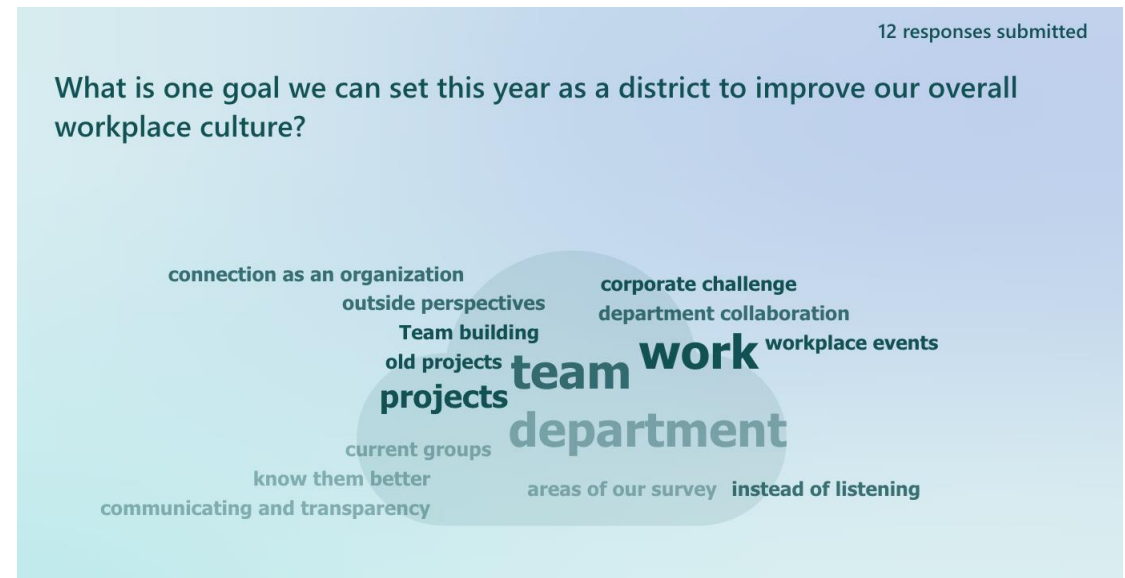 12 responses submitted
What is one goal we can set this year as a district to improve our overall
workplace culture?
connection as an organization
corporate challenge
outside perspectives
department collaboration
Team building
work
workplace events
old projects
team
projects
department
current groups
know them better
areas of our survey
instead of listening
communicating and transparency